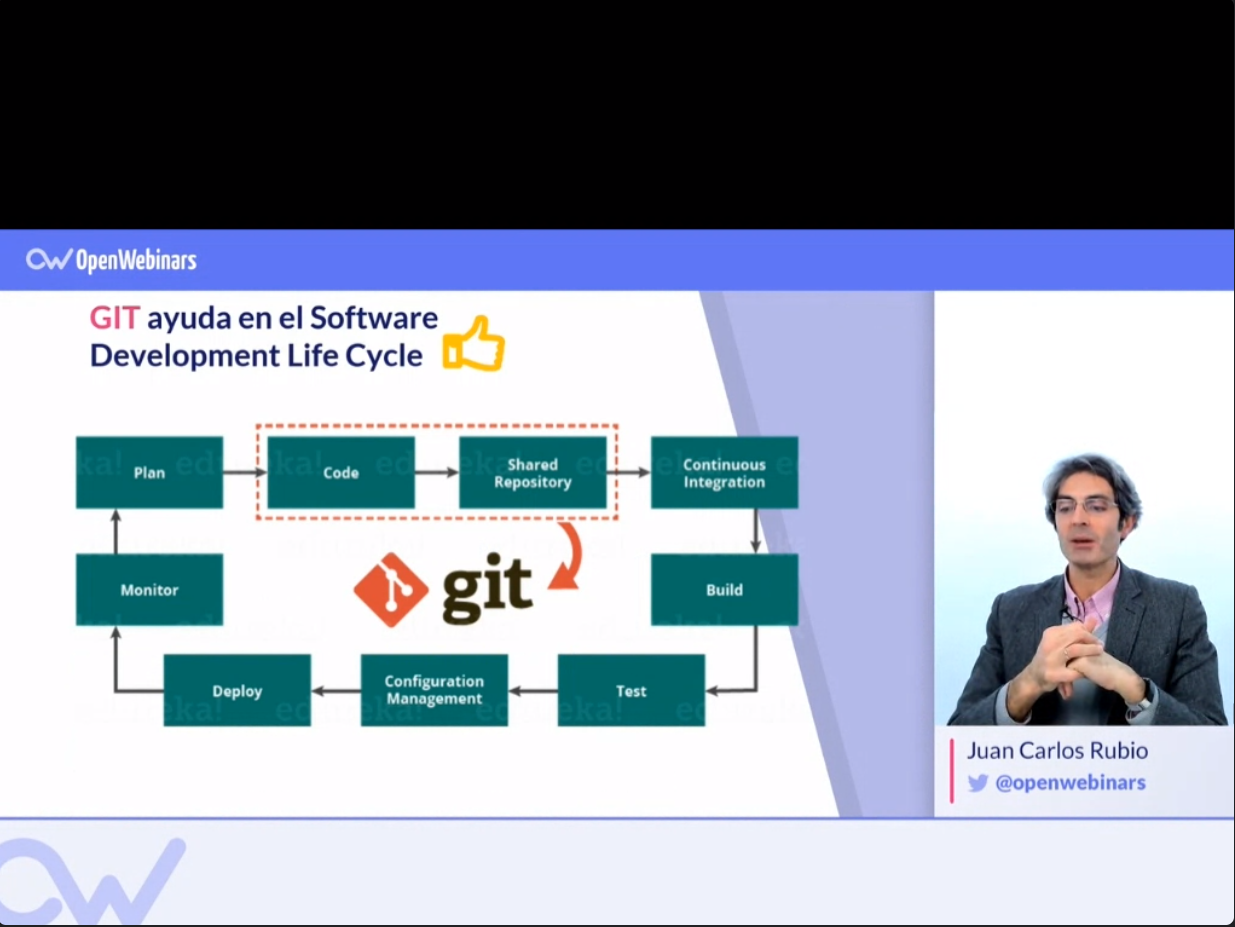 OpenWebinars
GIT ayuda en el Software
Development Life Cycle
Plan
Code
Shared
Repository
Continuous
Integration
Monitor
git
Build
Deploy
Configuration
Management
Test
Juan Carlos Rubio
@openwebinars